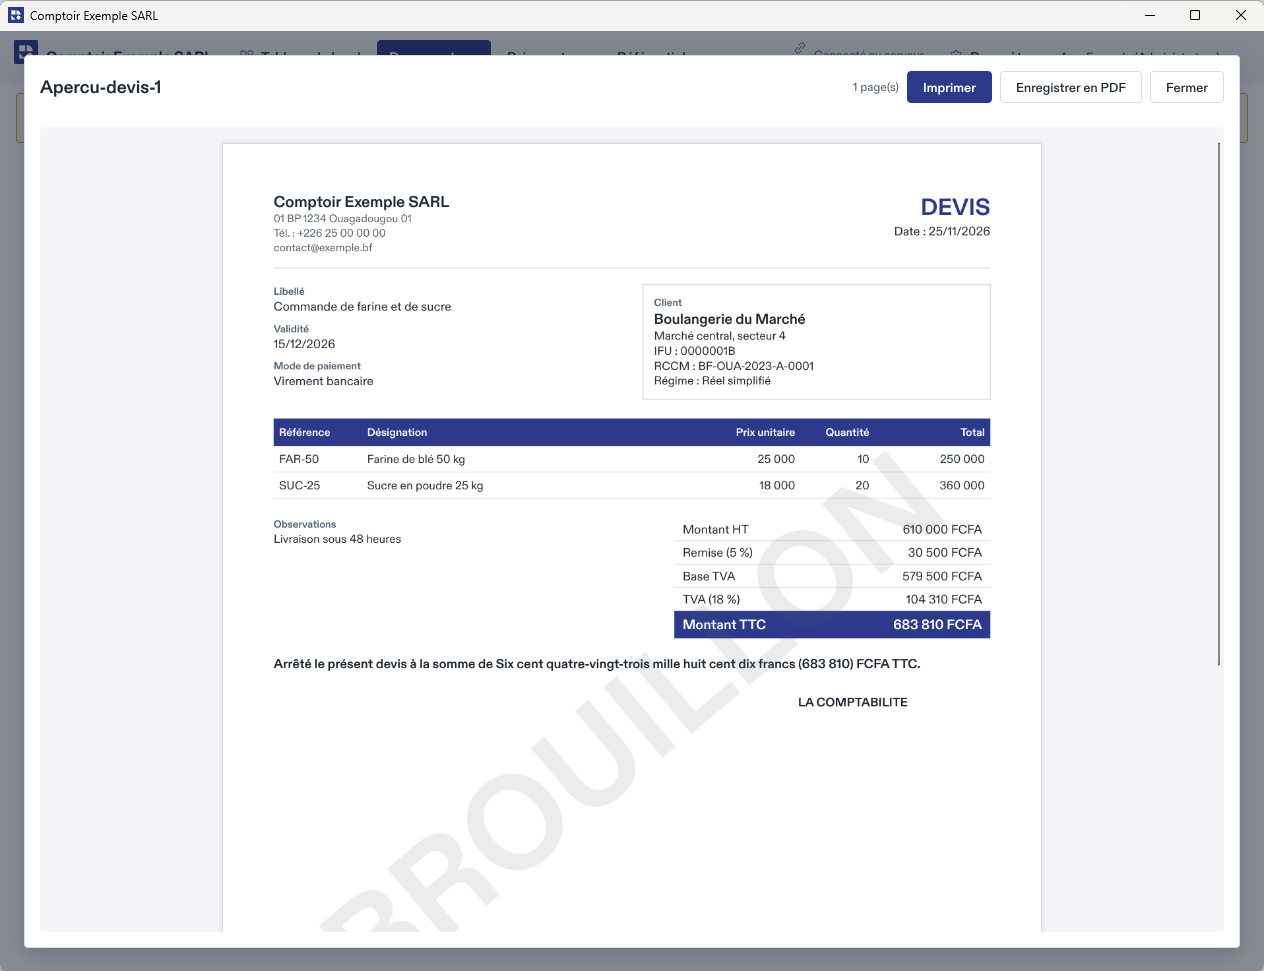 Comptoir Exemple SARL
Apercu-devis-1
1 page(s)
Imprimer
Enregistrer en PDF
Fermer
Comptoir Exemple SARL
01 BP 1234 Ouagadougou 01
Tél. : +226 25 00 00 00
contact@exemple.bf
DEVIS
Date : 25/11/2026
Libellé
Commande de farine et de sucre
Validité
15/12/2026
Mode de paiement
Virement bancaire
Client
Boulangerie du Marché
Marché central, secteur 4
IFU : 0000001B
RCCM : BF-OUA-2023-A-0001
Régime : Réel simplifié
Référence Désignation Prix unitaire Quantité Total
FAR-50 Farine de blé 50 kg 25 000 10 250 000
SUC-25 Sucre en poudre 25 kg 18 000 20 360 000
Observations
Livraison sous 48 heures
Montant HT 610 000 FCFA
Remise (5 %) 30 500 FCFA
Base TVA 579 500 FCFA
TVA (18 %) 104 310 FCFA
Montant TTC 683 810 FCFA
Arrêté le présent devis à la somme de Six cent quatre-vingt-trois mille huit cent dix francs (683 810) FCFA TTC.
LA COMPTABILITE
BROUILLON